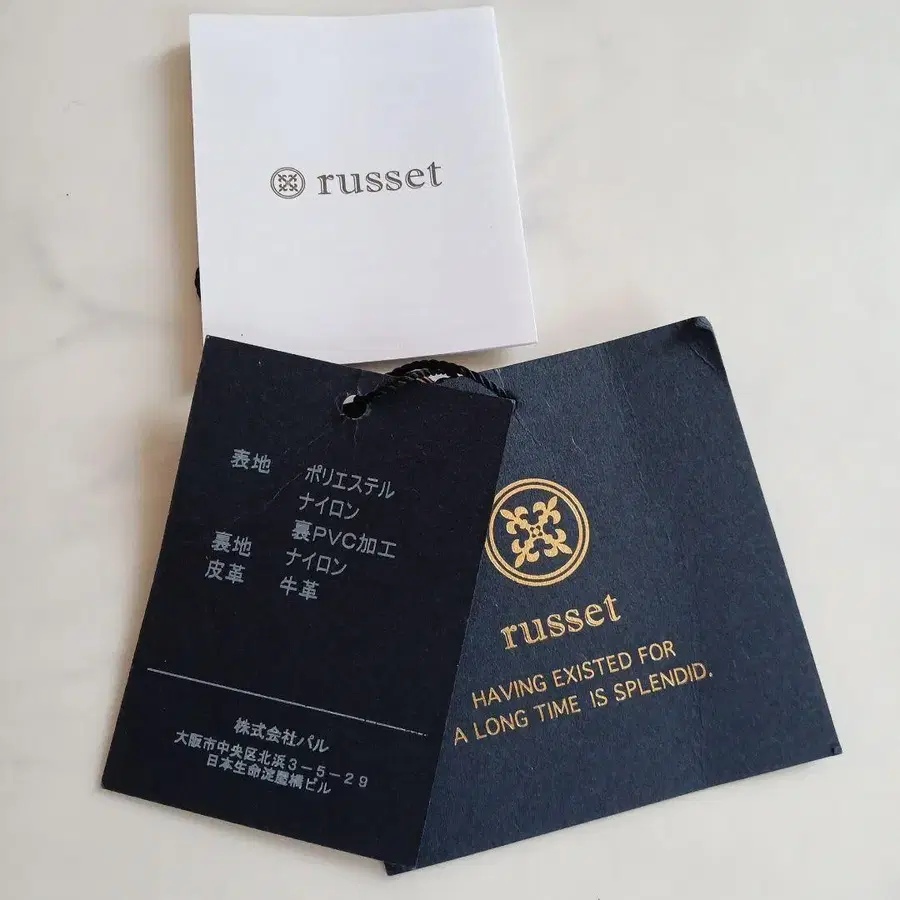 russet
表地 ポリエステル
ナイロン
裏PVC加工
裏地 ナイロン
皮革 牛革
株式会社パル
大阪市中央区北浜3-5-29
日本生命淀屋橋ビル
russet
HAVING EXISTED FOR
A LONG TIME IS SPLENDID.